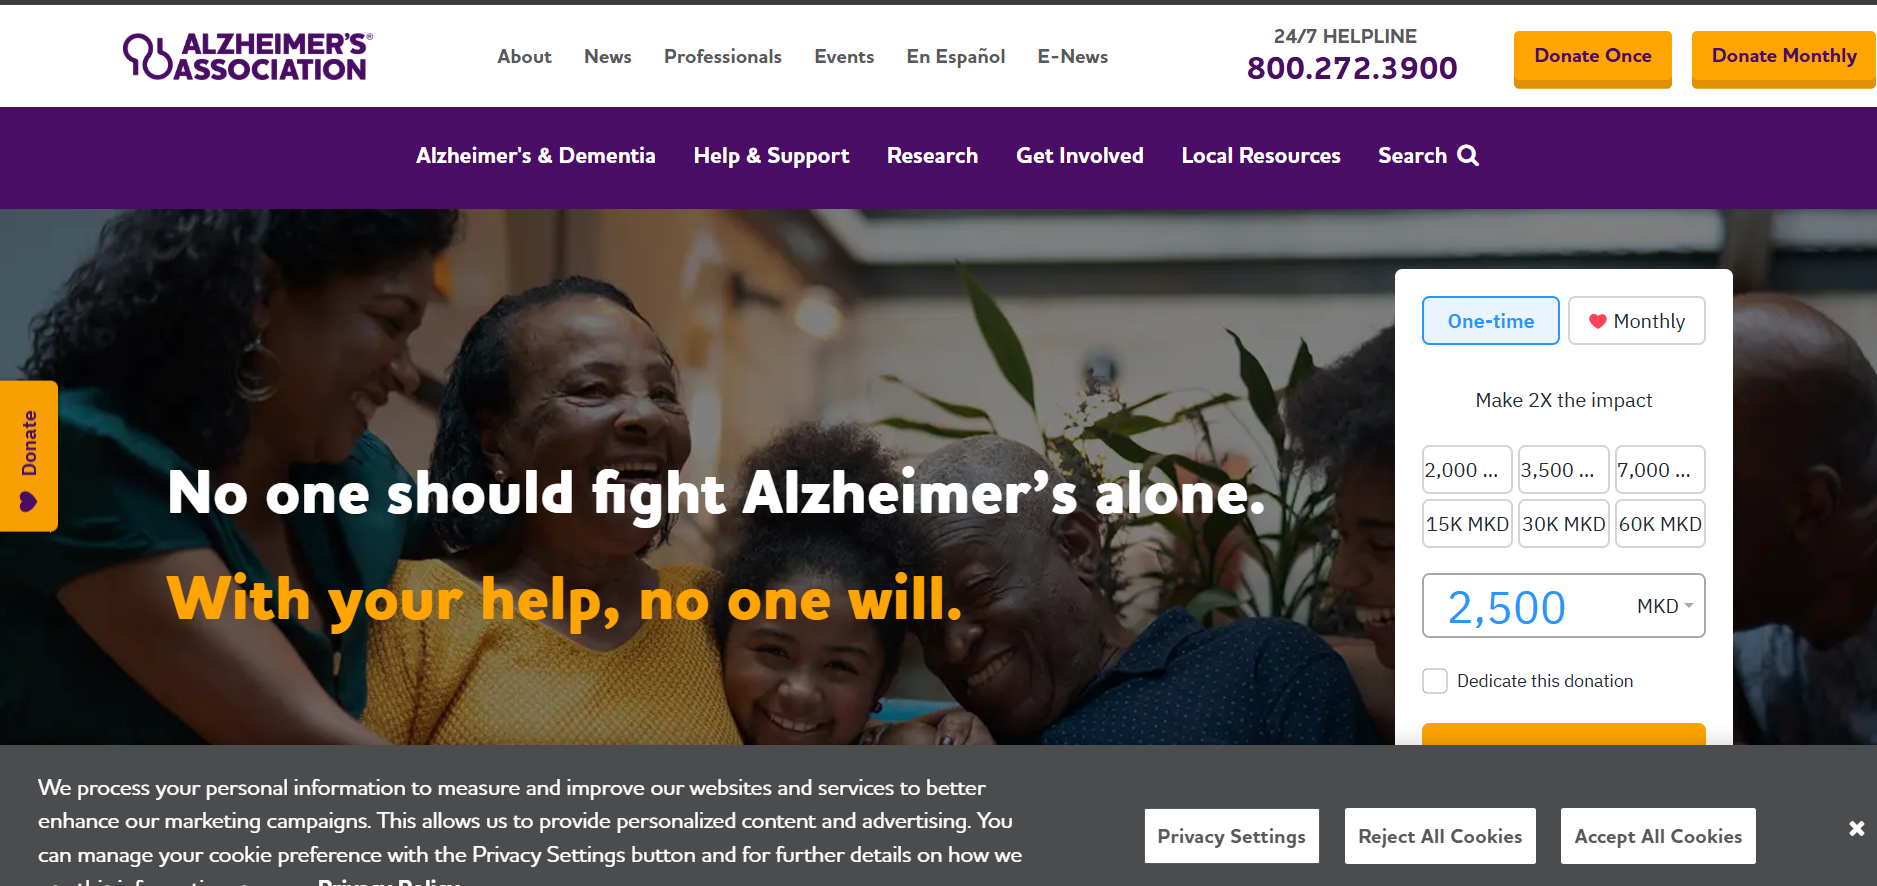 ALZHEIMER'S®
ASSOCIATION
About News Professionals Events En Español E-News
24/7 HELPLINE
800.272.3900
Donate Once
Donate Monthly
Alzheimer's & Dementia Help & Support Research Get Involved Local Resources Search
Donate
No one should fight Alzheimer’s alone.
With your help, no one will.
One-time Monthly
Make 2X the impact
2,000 ... 3,500 ... 7,000 ...
15K MKD 30K MKD 60K MKD
2,500 MKD
Dedicate this donation
We process your personal information to measure and improve our websites and services to better
enhance our marketing campaigns. This allows us to provide personalized content and advertising. You
can manage your cookie preference with the Privacy Settings button and for further details on how we
Privacy Policy
Privacy Settings
Reject All Cookies
Accept All Cookies